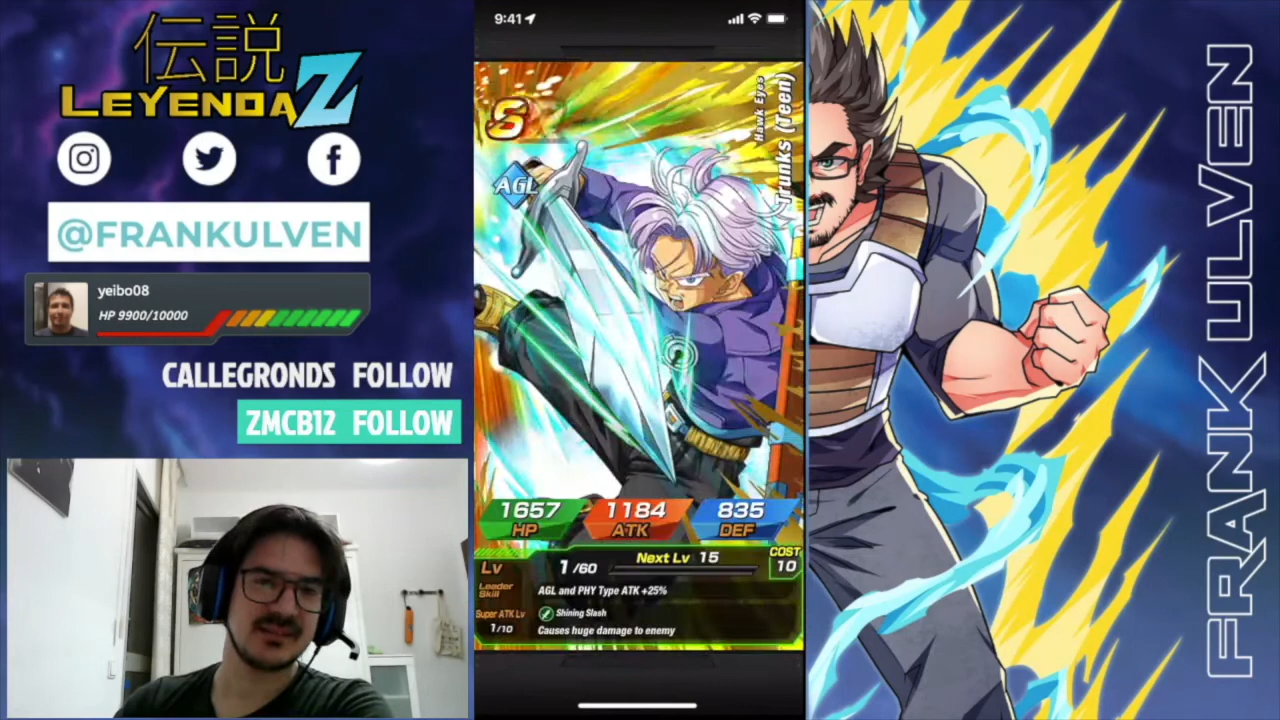 伝説
LEYENDA Z
@FRANKULVEN
yeibo08
HP 9900/10000
CALLEGRONDS FOLLOW
ZMCB12 FOLLOW
9:41
S
AGL
Hawk Eyes
Trunks (Teen)
1657 1184 835
HP ATK DEF
Lv 1/60 Next Lv 15 COST 10
Leader Skill AGL and PHY Type ATK +25%
Super ATK Lv 1/10 Shining Slash
Causes huge damage to enemy
FRANK ULVEN